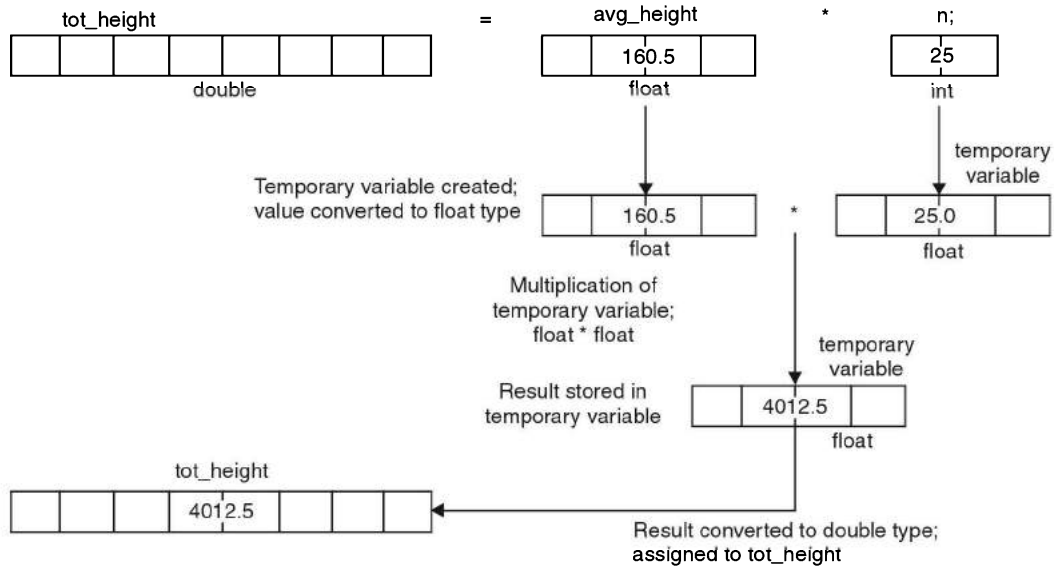 tot_height = avg_height * n;
160.5 25
double float int
temporary
variable
Temporary variable created;
value converted to float type
160.5 * 25.0
float float
Multiplication of
temporary variable;
float * float
temporary
variable
Result stored in
temporary variable
4012.5
float
tot_height
4012.5
Result converted to double type;
assigned to tot_height